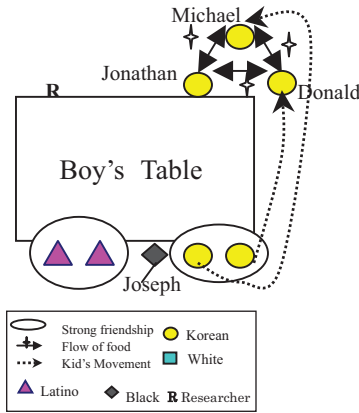 Michael
Jonathan
Donald
R
Boy's Table
Joseph
Strong friendship
Flow of food
Kid's Movement
Korean
White
Latino
Black
R Researcher